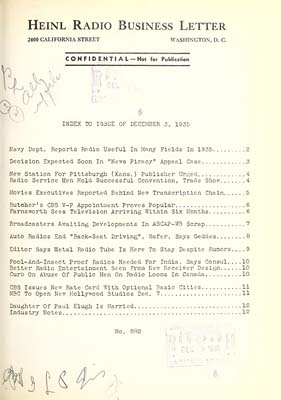 HEINL RADIO BUSINESS LETTER
2400 CALIFORNIA STREET WASHINGTON, D. C.
CONFIDENTIAL—Not for Publication
INDEX TO ISSUE OF DECEMBER 3, 1935
Navy Dept. Reports Radio Useful In Many Fields In 1935........2
Decision Expected Soon In "News Piracy" Appeal Case..........3
New Station For Pittsburgh (Kans.) Publisher Urged............4
Radio Service Men Hold Successful Convention, Trade Show......4
Movies Executives Reported Behind New Transcription Chain.....5
Butcher's CBS V-P Appointment Proves Popular..................6
Farnsworth Sees Television Arriving Within Six Months.........6
Broadcasters Awaiting Developments In ASCAP-WB Scrap..........7
Auto Radios End "Back-Seat Driving", Safer, Says Geddes.......8
Editor Says Metal Radio Tube Is Here To Stay Despite Rumors...9
Fool-And-Insect Proof Radios Needed For India, Says Consul...10
Better Radio Entertainment Seen From New Receiver Design.....10
Curb On Abuse Of Public Men On Radio Looms In Canada.........10
CBS Issues New Rate Card With Optional Basic Cities..........11
NBC To Open New Hollywood Studios Dec. 7.....................11
Daughter Of Paul Klugh Is Married............................12
Industry Notes...............................................12
No. 882